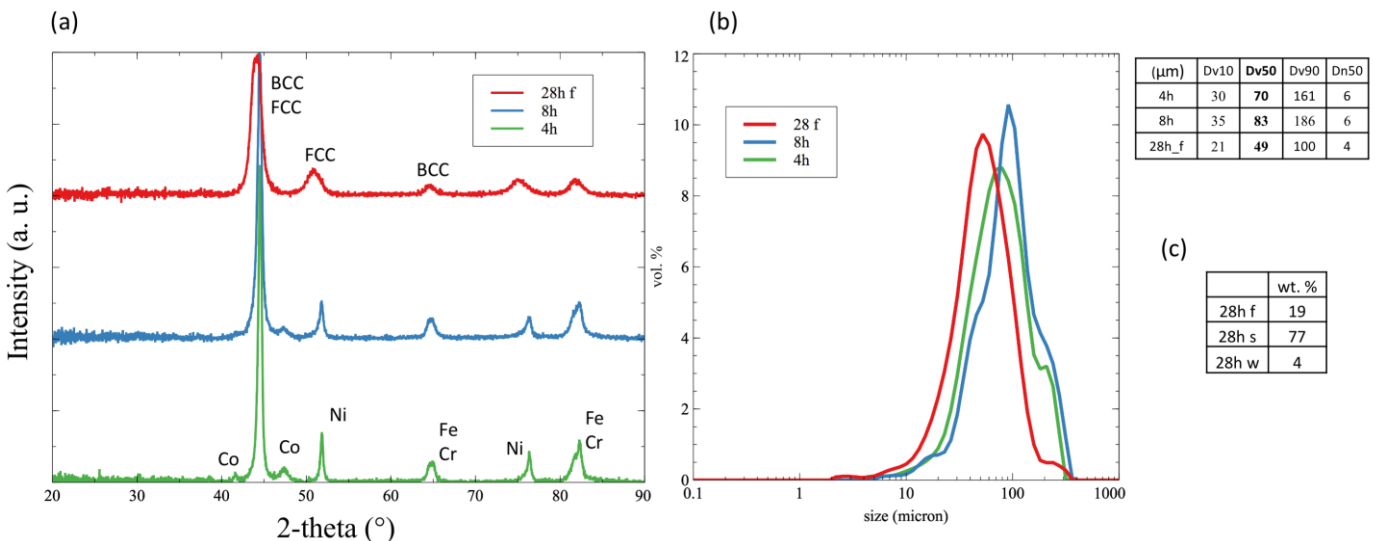 (a)
BCC
FCC
28h f
8h
4h
FCC
BCC
Co
Co
Ni
Fe
Cr
Ni
Fe
Cr
Intensity (a. u.)
20 30 40 50 60 70 80 90
2-theta (°)
(b)
12
10
8
6
4
2
0
vol. %
28 f
8h
4h
0.1 1 10 100 1000
size (micron)
(µm) Dv10 Dv50 Dv90 Dn50
4h 30 70 161 6
8h 35 83 186 6
28h_f 21 49 100 4
(c)
wt. %
28h f 19
28h s 77
28h w 4